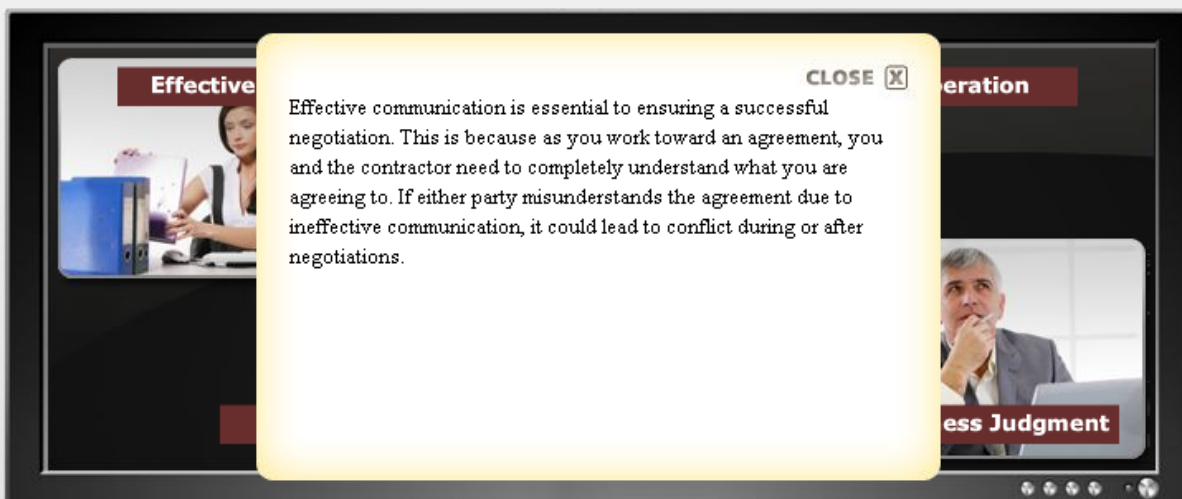 Effective
CLOSE X
eration
Effective communication is essential to ensuring a successful
negotiation. This is because as you work toward an agreement, you
and the contractor need to completely understand what you are
agreeing to. If either party misunderstands the agreement due to
ineffective communication, it could lead to conflict during or after
negotiations.
ess Judgment